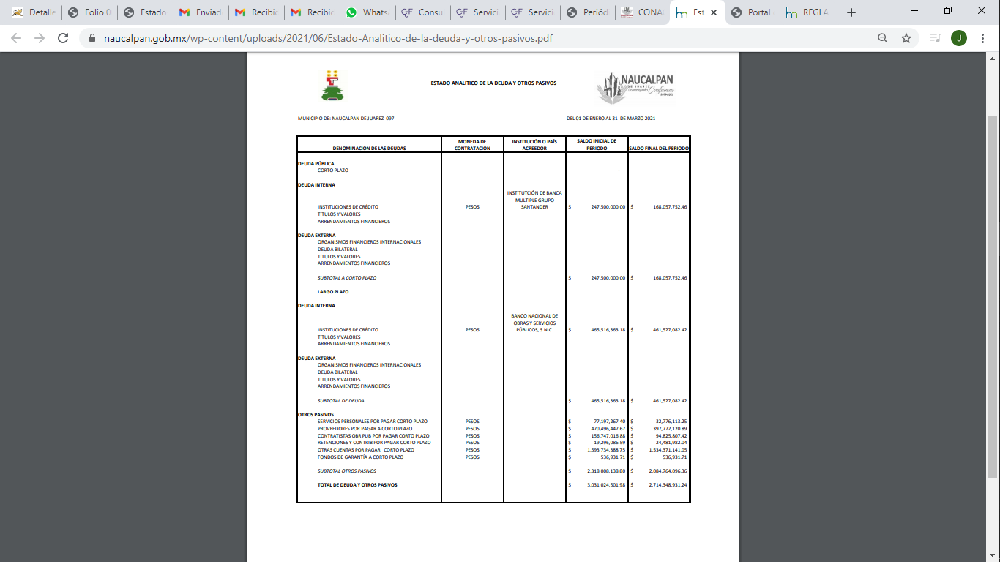 Detalle
Folio 0
Estado
Enviad
Recibid
Recibid
Whats
Consul
Servici
Servici
Periód
CONA
Est
Portal
REGLA
naucalpan.gob.mx/wp-content/uploads/2021/06/Estado-Analitico-de-la-deuda-y-otros-pasivos.pdf
J
ESTADO ANALITICO DE LA DEUDA Y OTROS PASIVOS
NAUCALPAN
DE JUÁREZ
Construyendo Confianza
2019-2021
MUNICIPIO DE: NAUCALPAN DE JUAREZ 097
DEL 01 DE ENERO AL 31 DE MARZO 2021
DENOMINACIÓN DE LAS DEUDAS
MONEDA DE
CONTRATACIÓN
INSTITUCIÓN O PAÍS
ACREEDOR
SALDO INICIAL DE
PERIODO
SALDO FINAL DEL PERIODO
DEUDA PÚBLICA
CORTO PLAZO -
DEUDA INTERNA
INSTITUTCIÓN DE BANCA
MULTIPLE GRUPO
INSTITUCIONES DE CRÉDITO PESOS SANTANDER $ 247,500,000.00 $ 168,057,752.46
TITULOS Y VALORES
ARRENDAMIENTOS FINANCIEROS
DEUDA EXTERNA
ORGANISMOS FINANCIEROS INTERNACIONALES
DEUDA BILATERAL
TITULOS Y VALORES
ARRENDAMIENTOS FINANCIEROS
SUBTOTAL A CORTO PLAZO $ 247,500,000.00 $ 168,057,752.46
LARGO PLAZO
DEUDA INTERNA
BANCO NACIONAL DE
OBRAS Y SERVICIOS
INSTITUCIONES DE CRÉDITO PESOS PÚBLICOS, S.N.C. $ 465,516,363.18 $ 461,527,082.42
TITULOS Y VALORES
ARRENDAMIENTOS FINANCIEROS
DEUDA EXTERNA
ORGANISMOS FINANCIEROS INTERNACIONALES
DEUDA BILATERAL
TITULOS Y VALORES
ARRENDAMIENTOS FINANCIEROS
SUBTOTAL DE DEUDA $ 465,516,363.18 $ 461,527,082.42
OTROS PASIVOS
SERVICIOS PERSONALES POR PAGAR CORTO PLAZO PESOS $ 77,197,267.40 $ 32,776,113.25
PROVEEDORES POR PAGAR A CORTO PLAZO PESOS $ 470,496,447.67 $ 397,772,120.89
CONTRATISTAS OBR PUB POR PAGAR CORTO PLAZO PESOS $ 156,747,016.88 $ 94,825,807.42
RETENCIONES Y CONTRIB POR PAGAR CORTO PLAZO PESOS $ 19,296,086.59 $ 24,481,982.04
OTRAS CUENTAS POR PAGAR CORTO PLAZO PESOS $ 1,593,734,388.75 $ 1,534,371,141.05
FONDOS DE GARANTÍA A CORTO PLAZO PESOS $ 536,931.71 $ 536,931.71
SUBTOTAL OTROS PASIVOS $ 2,318,008,138.80 $ 2,084,764,096.36
TOTAL DE DEUDA Y OTROS PASIVOS $ 3,031,024,501.98 $ 2,714,348,931.24